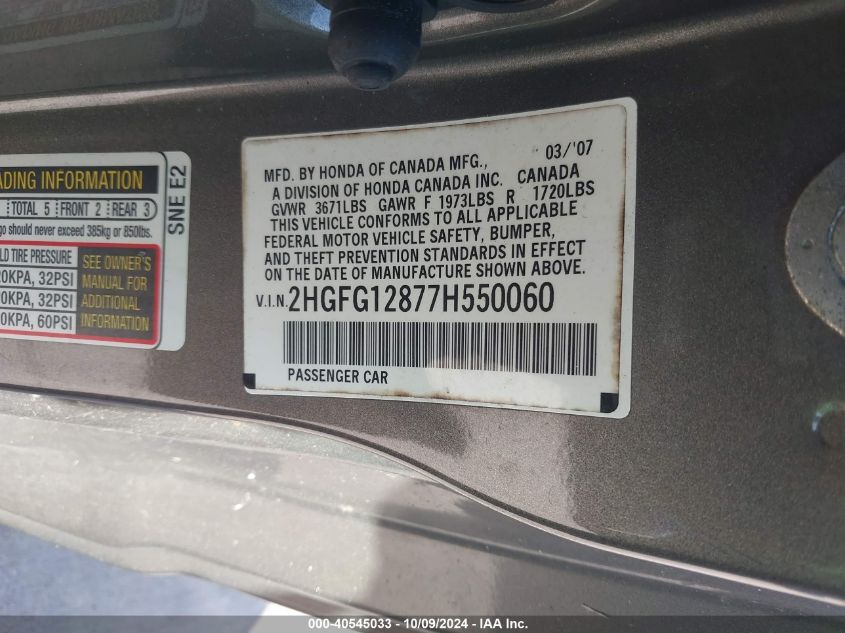 ADING INFORMATION
TOTAL 5 FRONT 2 REAR 3
go should never exceed 385kg or 850lbs.
LD TIRE PRESSURE
20KPA, 32PSI
20KPA, 32PSI
0KPA, 60PSI
SEE OWNER'S
MANUAL FOR
ADDITIONAL
INFORMATION
SNE E2
MFD. BY HONDA OF CANADA MFG., 03/'07
A DIVISION OF HONDA CANADA INC. CANADA
GVWR 3671LBS GAWR F 1973LBS R 1720LBS
THIS VEHICLE CONFORMS TO ALL APPLICABLE
FEDERAL MOTOR VEHICLE SAFETY, BUMPER,
AND THEFT PREVENTION STANDARDS IN EFFECT
ON THE DATE OF MANUFACTURE SHOWN ABOVE.
V.I.N. 2HGFG12877H550060
PASSENGER CAR
000-40545033 - 10/09/2024 - IAA Inc.